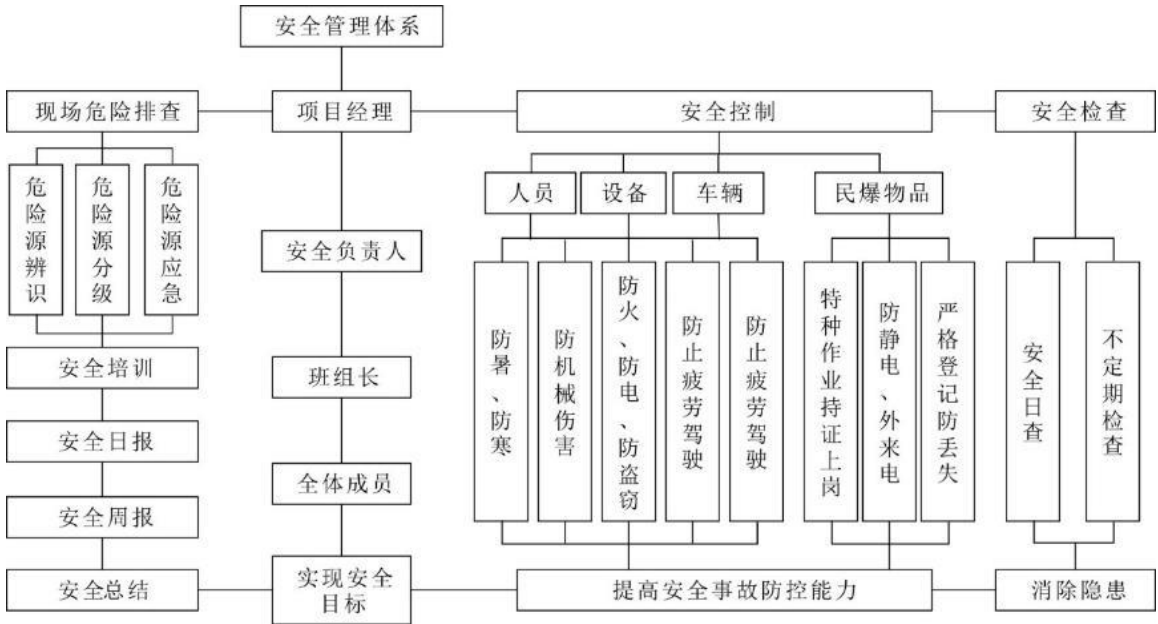 安全管理体系
现场危险排查
项目经理
安全控制
安全检查
人员
设备
车辆
民爆物品
危险源辨识
危险源分级
危险源应急
安全负责人
防暑、防寒
防机械伤害
防火、防电、防盗窃
防止疲劳驾驶
防止疲劳驾驶
特种作业持证上岗
防静电、外来电
严格登记防丢失
安全日查
不定期检查
安全培训
班组长
安全日报
全体成员
安全周报
安全总结
实现安全
目标
提高安全事故防控能力
消除隐患